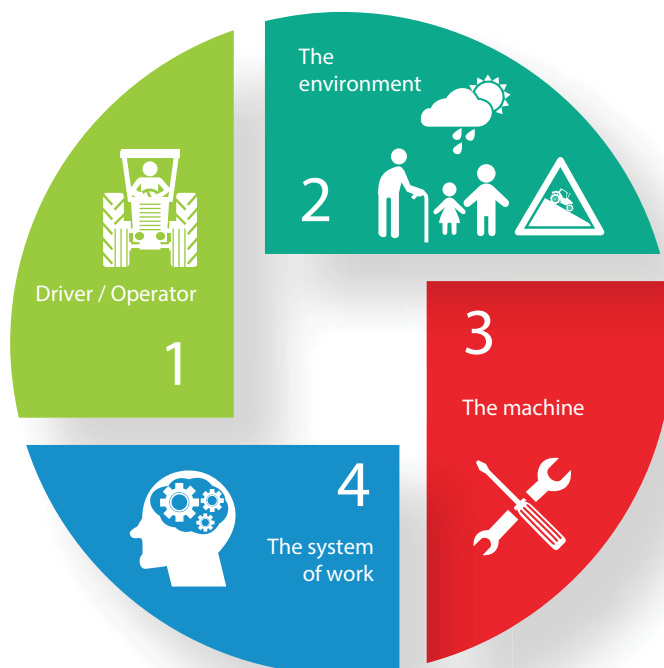 Driver / Operator
1
The
environment
2
3
The machine
4
The system
of work